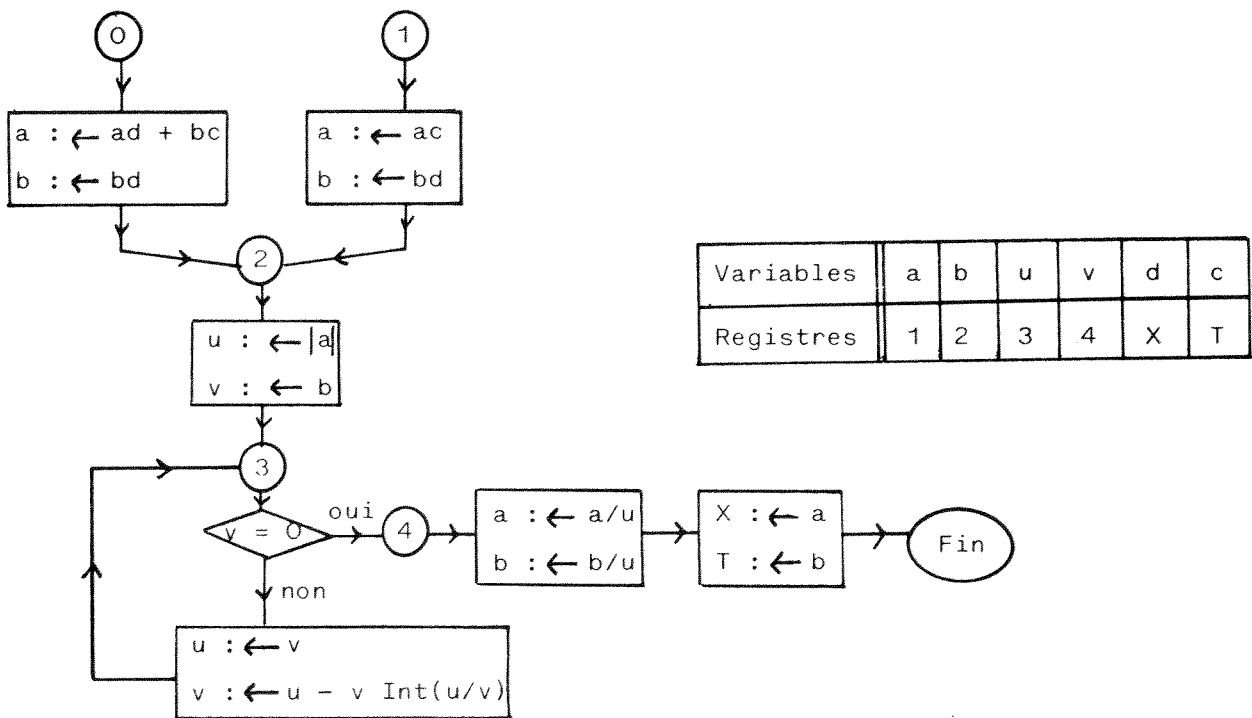 0
1
a : ← ad + bc
b : ← bd
a : ← ac
b : ← bd
2
Variables a b u v d c
Registres 1 2 3 4 X T
u : ← |a|
v : ← b
3
v = 0
oui
4
a : ← a/u
b : ← b/u
X : ← a
T : ← b
Fin
non
u : ← v
v : ← u - v Int(u/v)